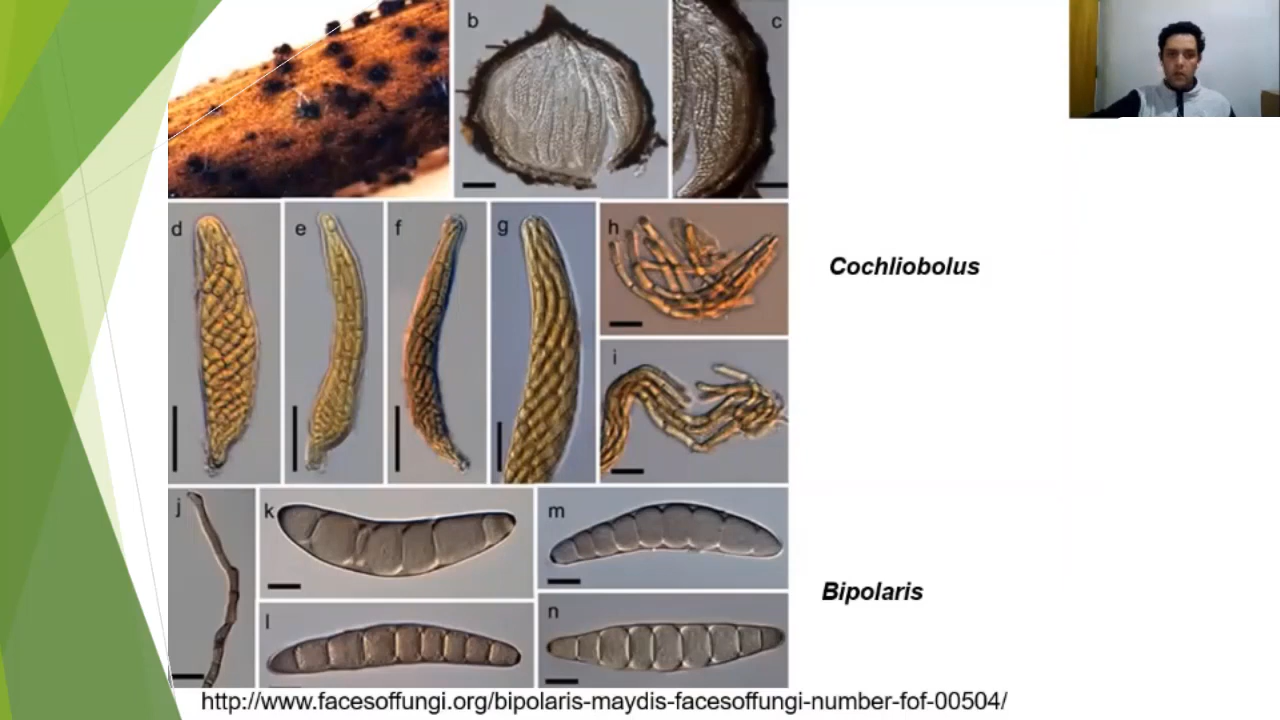 b
c
d
e
f
g
h
i
Cochliobolus
j
k
m
l
n
Bipolaris
http://www.facesoffungi.org/bipolaris-maydis-facesoffungi-number-fof-00504/